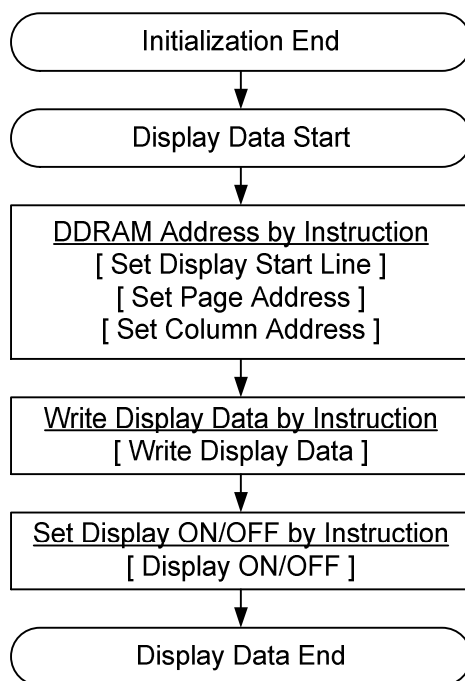 Initialization End
Display Data Start
DDRAM Address by Instruction
[ Set Display Start Line ]
[ Set Page Address ]
[ Set Column Address ]
Write Display Data by Instruction
[ Write Display Data ]
Set Display ON/OFF by Instruction
[ Display ON/OFF ]
Display Data End